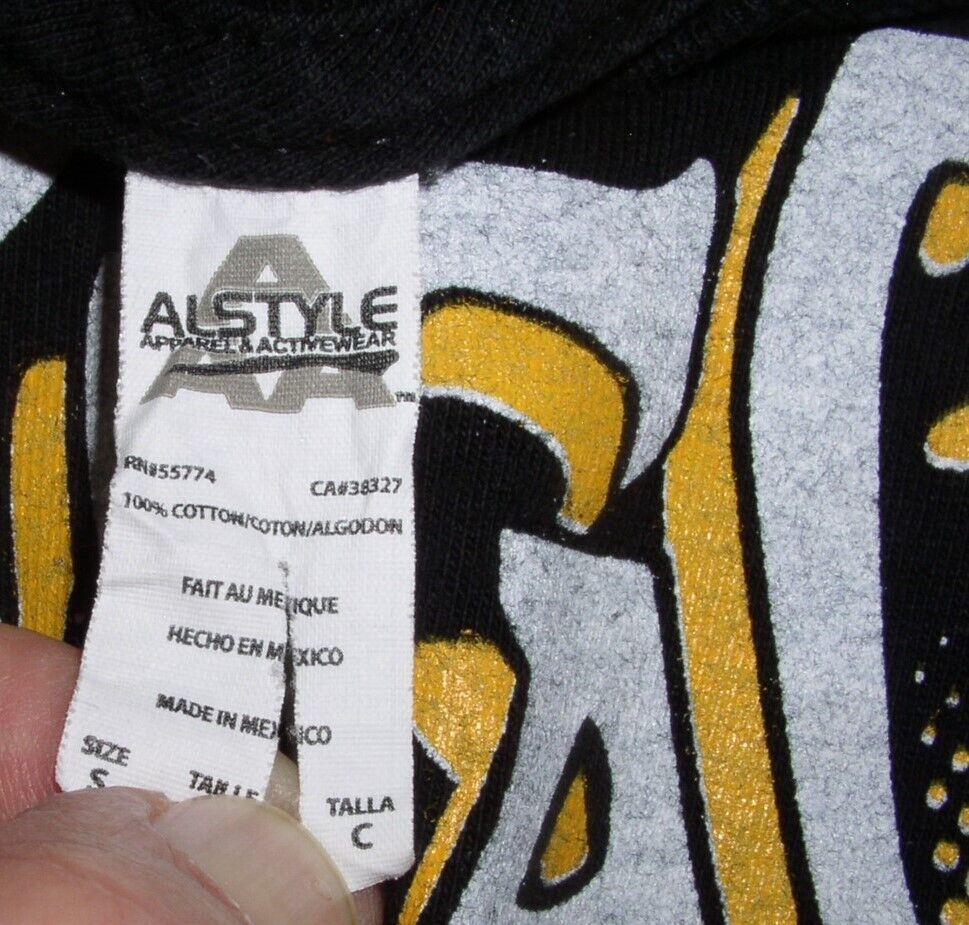 ALSTYLE
APPAREL & ACTIVEWEAR
AAA
TM
RN#55774
CA#38327
100% COTTON/COTON/ALGODON
FAIT AU MEXIQUE
HECHO EN MEXICO
MADE IN MEXICO
SIZE TAILLE TALLA
S C